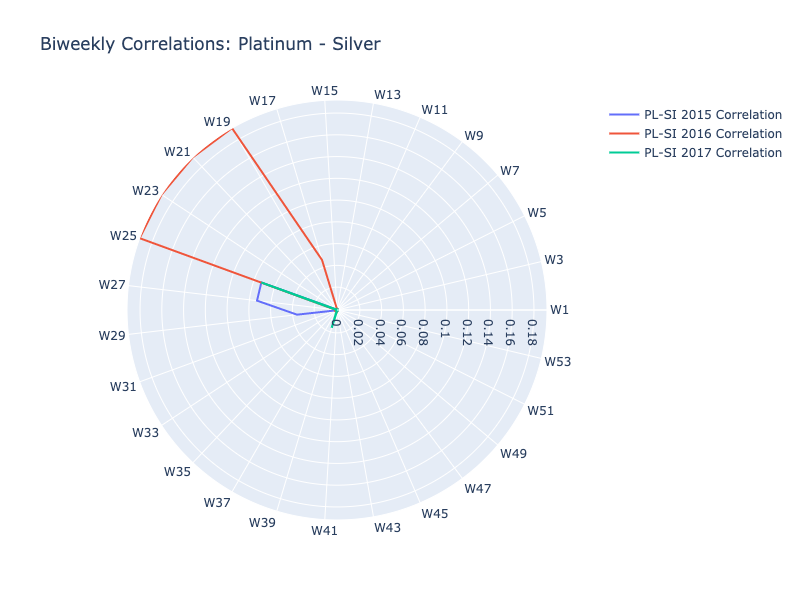 Biweekly Correlations: Platinum - Silver
PL-SI 2015 Correlation
PL-SI 2016 Correlation
PL-SI 2017 Correlation
W1
W3
W5
W7
W9
W11
W13
W15
W17
W19
W21
W23
W25
W27
W29
W31
W33
W35
W37
W39
W41
W43
W45
W47
W49
W51
W53
0
0.02
0.04
0.06
0.08
0.1
0.12
0.14
0.16
0.18